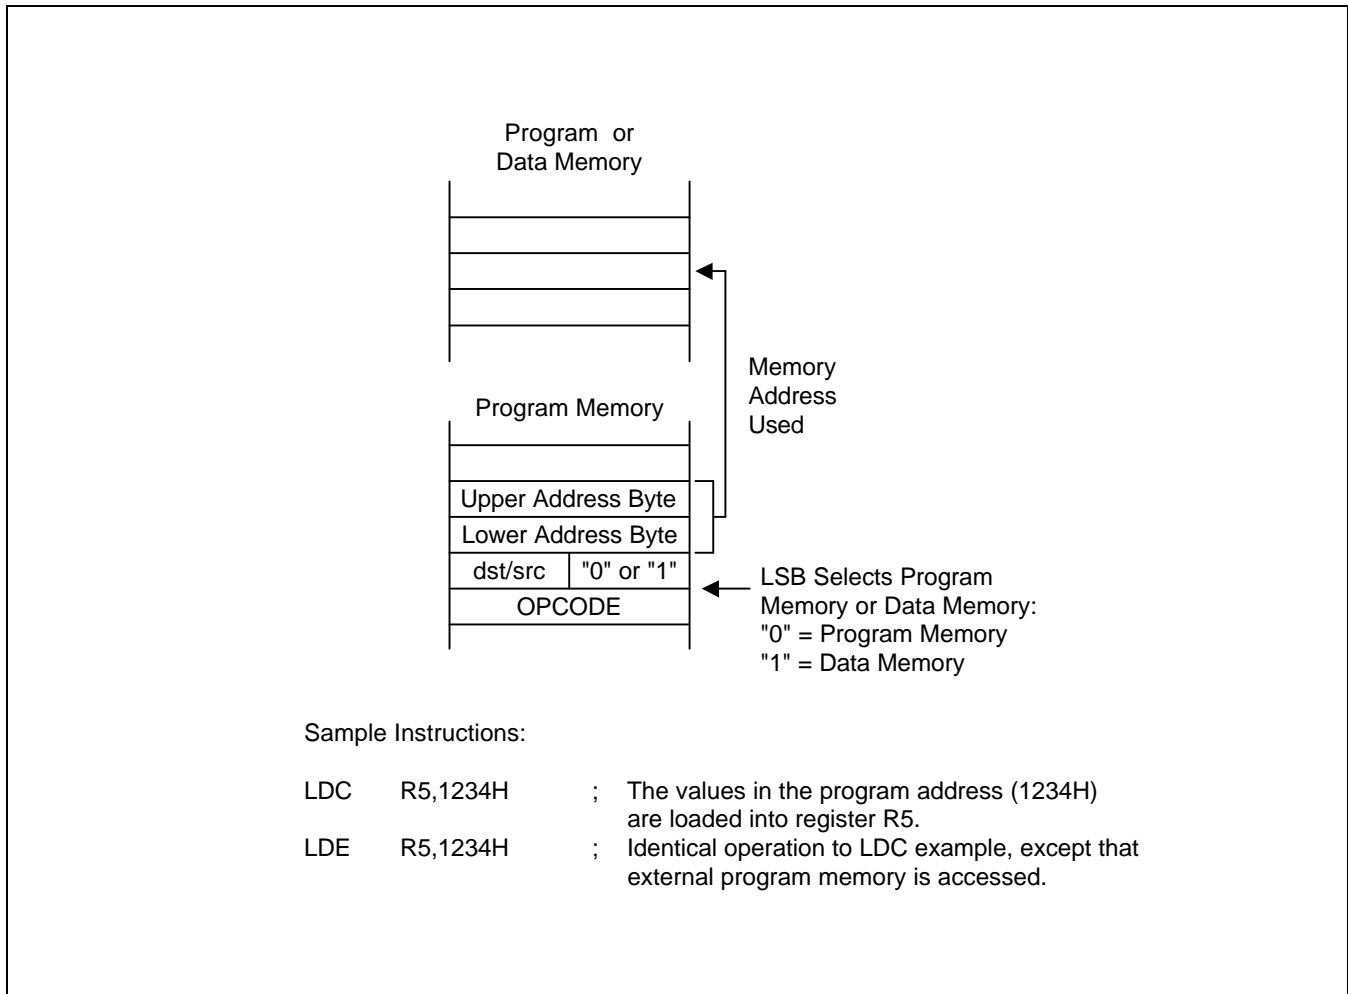 Program or
Data Memory
Memory
Address
Used
Program Memory
Upper Address Byte
Lower Address Byte
dst/src "0" or "1"
OPCODE
LSB Selects Program
Memory or Data Memory:
"0" = Program Memory
"1" = Data Memory
Sample Instructions:
LDC R5,1234H ; The values in the program address (1234H)
are loaded into register R5.
LDE R5,1234H ; Identical operation to LDC example, except that
external program memory is accessed.